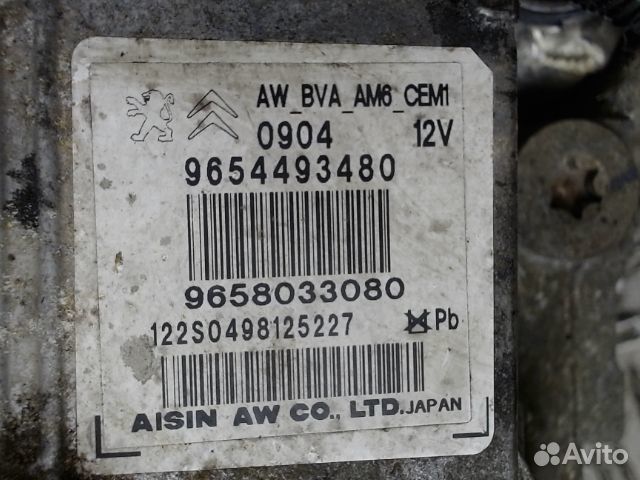 AW_BVA_AM6_CEM1
0904 12V
9654493480
9658033080
122S0498125227 Pb
AISIN AW CO., LTD. JAPAN
Avito